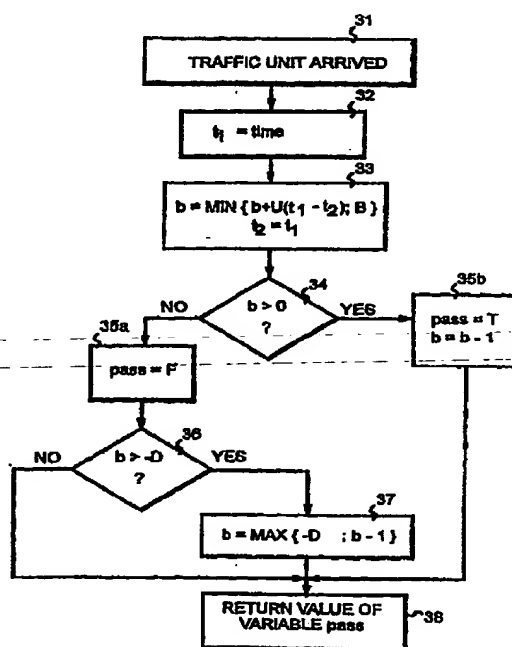 31
TRAFFIC UNIT ARRIVED
32
t₁ = time
33
b = MIN { b+U(t₁ - t₂); B }
t₂ = t₁
34
b > 0
?
NO
YES
35a
pass = F
35b
pass = T
b = b - 1
36
b > -D
?
NO
YES
37
b = MAX { -D ; b - 1 }
RETURN VALUE OF
VARIABLE pass
38